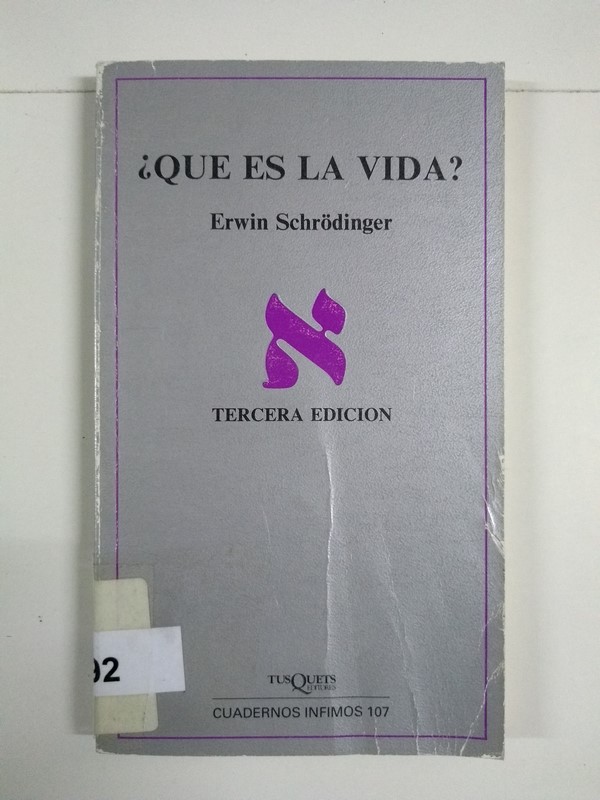 ¿QUE ES LA VIDA?
Erwin Schrödinger
א
TERCERA EDICION
92
TUSQUETS
EDITORES
CUADERNOS INFIMOS 107